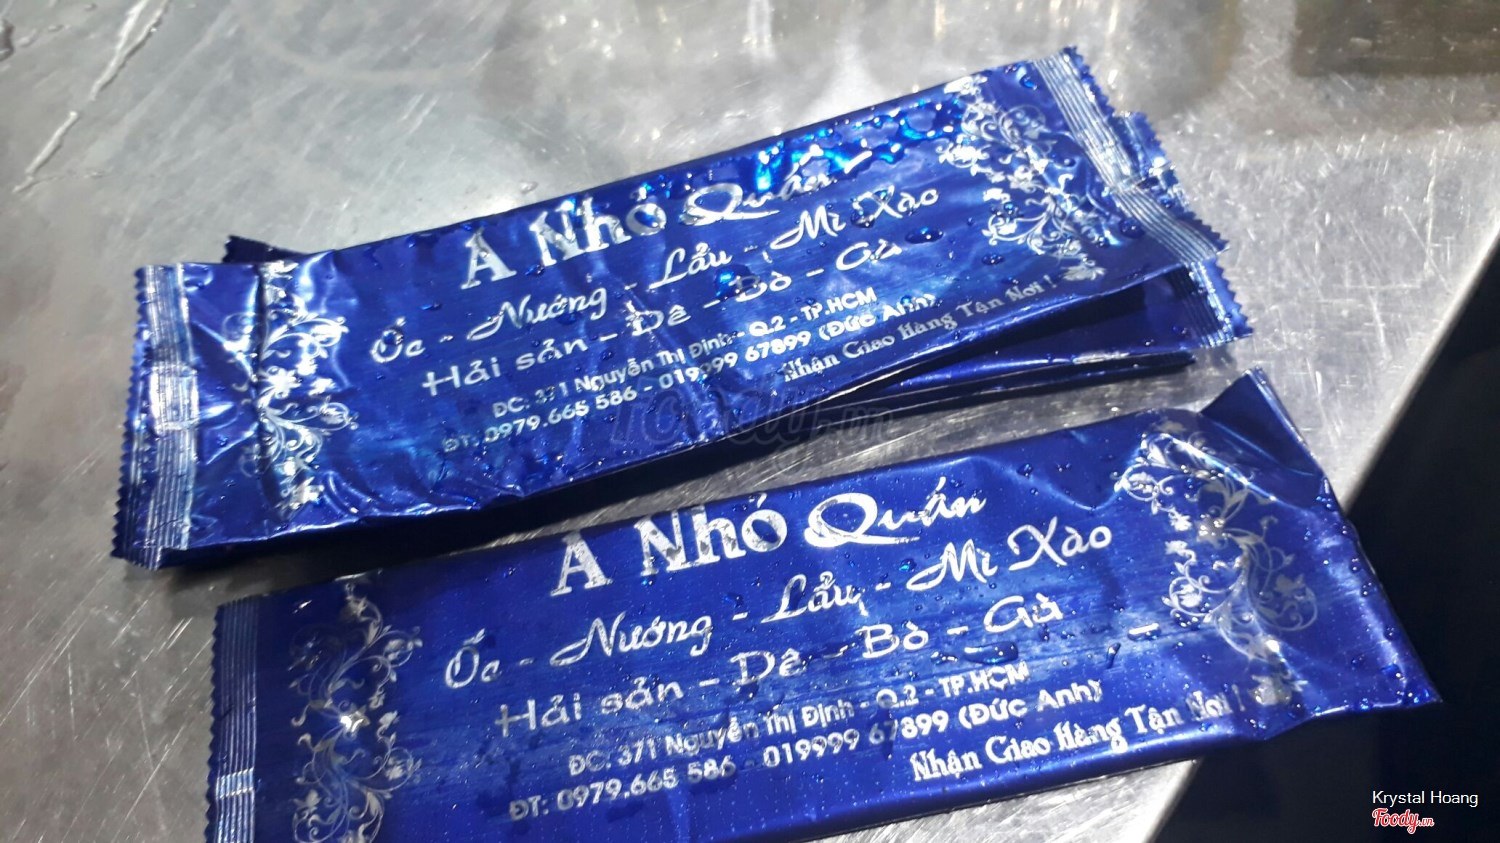 A Nhỏ Quán
Ốc - Nướng - Lẩu - Mì Xào
Hải sản - Dê - Bò - Gà
ĐC: 371 Nguyễn Thị Định - Q.2 - TP.HCM
ĐT: 0979.665 586 - 019999 67899 (Đức Anh)
Nhận Giao Hàng Tận Nơi !
A Nhỏ Quán
Ốc - Nướng - Lẩu - Mì Xào
Hải sản - Dê - Bò - Gà
ĐC: 371 Nguyễn Thị Định - Q.2 - TP.HCM
ĐT: 0979.665 586 - 019999 67899 (Đức Anh)
Nhận Giao Hàng Tận Nơi !
Foody.vn
Krystal Hoang
Foody.vn